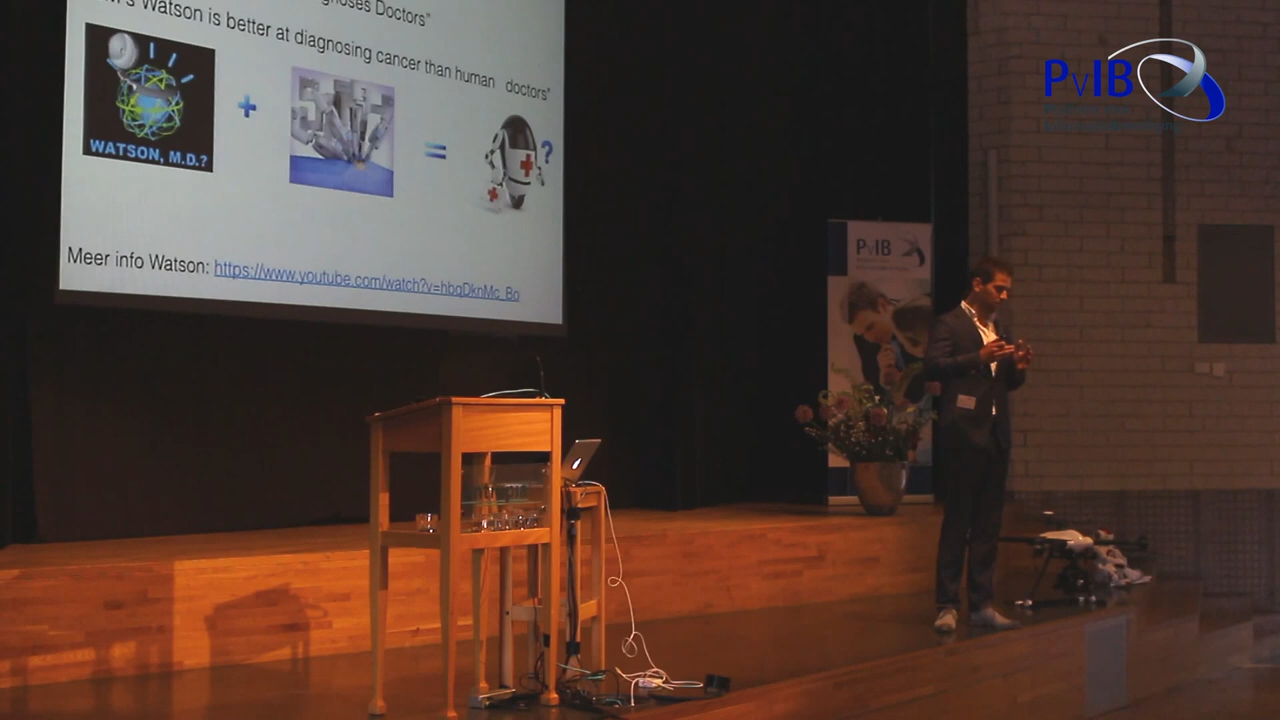 Doctors"
Watson is better at diagnosing cancer than human doctors"
WATSON, M.D.?
+
=
?
Meer info Watson: https://www.youtube.com/watch?v=hbqDknMc_Bo
PvIB
PvIB